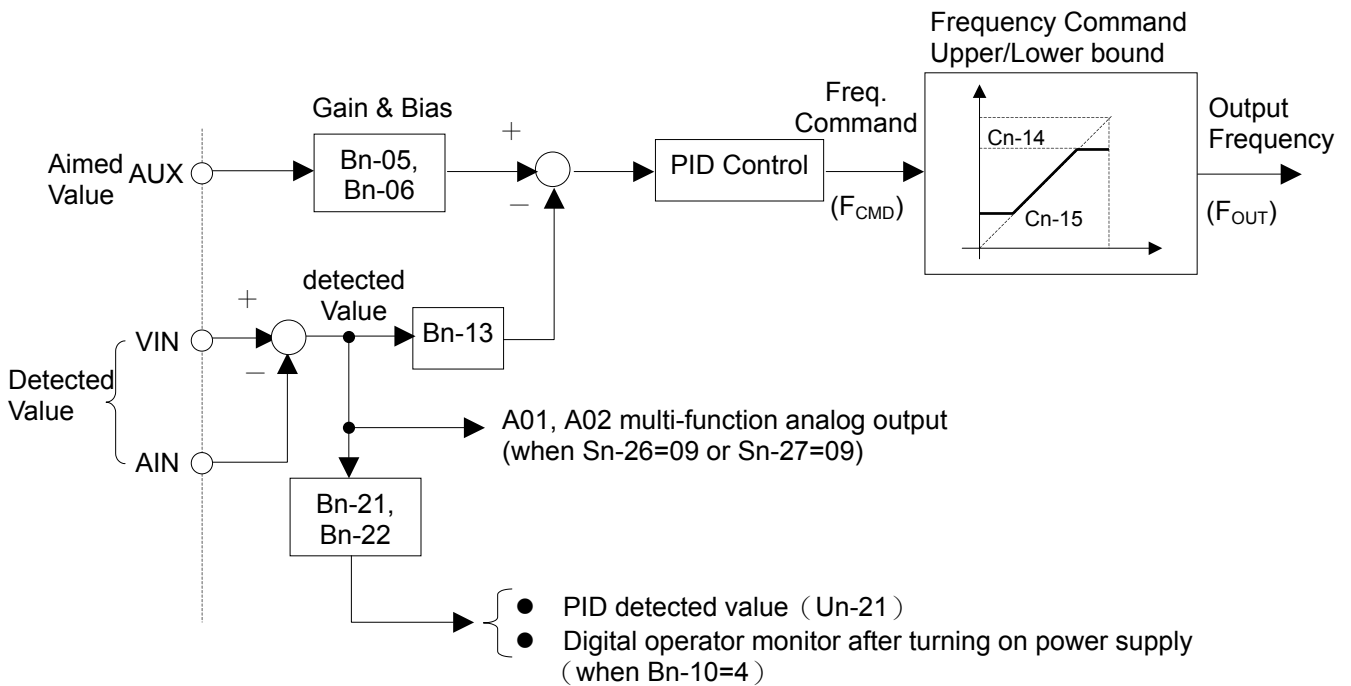 Frequency Command
Upper/Lower bound
Gain & Bias
Freq.
Command
Output
Frequency
Cn-14
Cn-15
Aimed
Value
AUX
Bn-05,
Bn-06
+
−
PID Control
(FCMD)
(FOUT)
detected
Value
+
−
VIN
Bn-13
Detected
Value
AIN
A01, A02 multi-function analog output
(when Sn-26=09 or Sn-27=09)
Bn-21,
Bn-22
● PID detected value（Un-21）
● Digital operator monitor after turning on power supply
（when Bn-10=4）